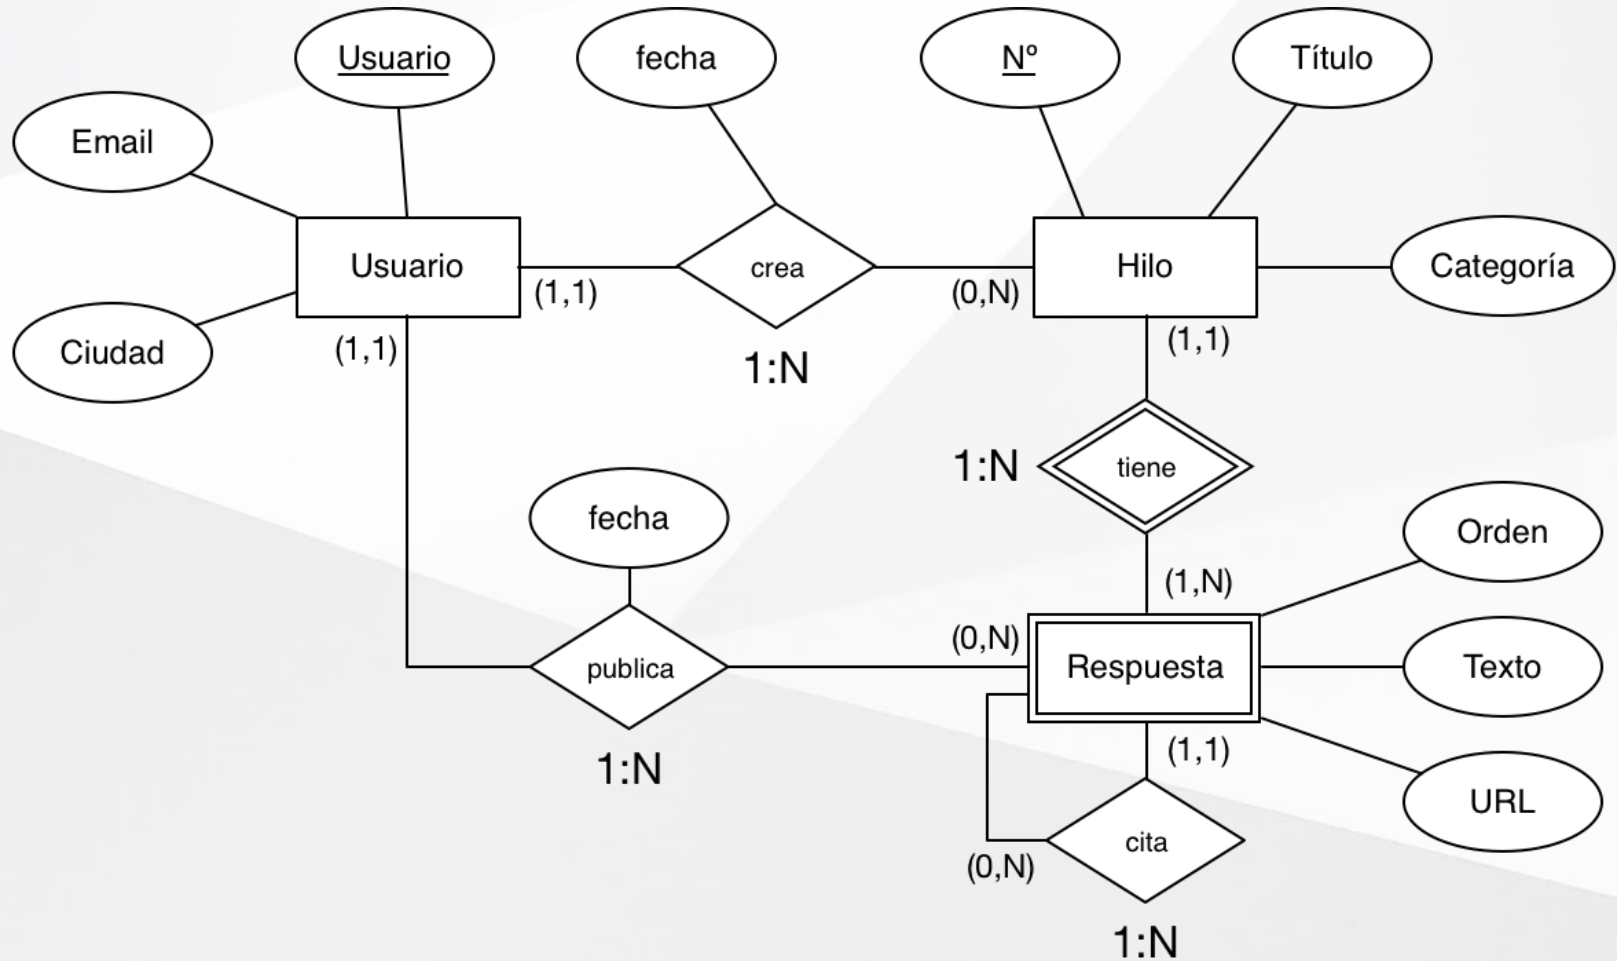 Usuario
fecha
Nº
Título
Email
Usuario
(1,1)
crea
(0,N)
Hilo
Categoría
Ciudad
(1,1)
1:N
(1,1)
1:N
tiene
fecha
Orden
(1,N)
(0,N)
publica
Respuesta
Texto
1:N
(1,1)
URL
cita
(0,N)
1:N